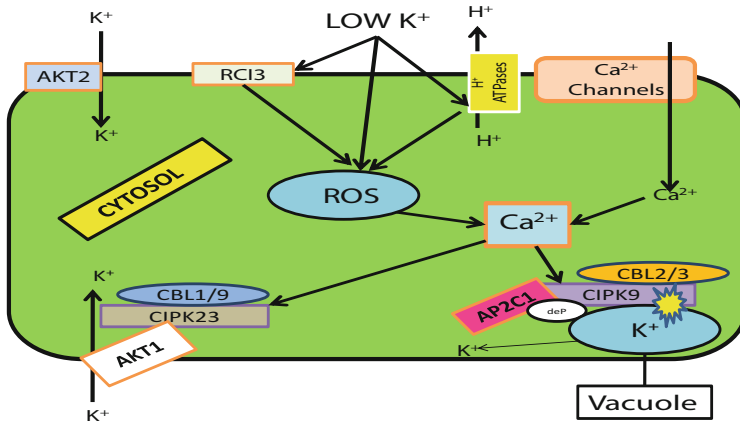 K⁺
LOW K⁺
H⁺
AKT2
RCI3
H⁺
ATPases
Ca²⁺
Channels
K⁺
H⁺
CYTOSOL
ROS
Ca²⁺
Ca²⁺
K⁺
CBL1/9
CIPK23
AKT1
K⁺
CBL2/3
CIPK9
AP2C1
deP
K⁺
K⁺
Vacuole